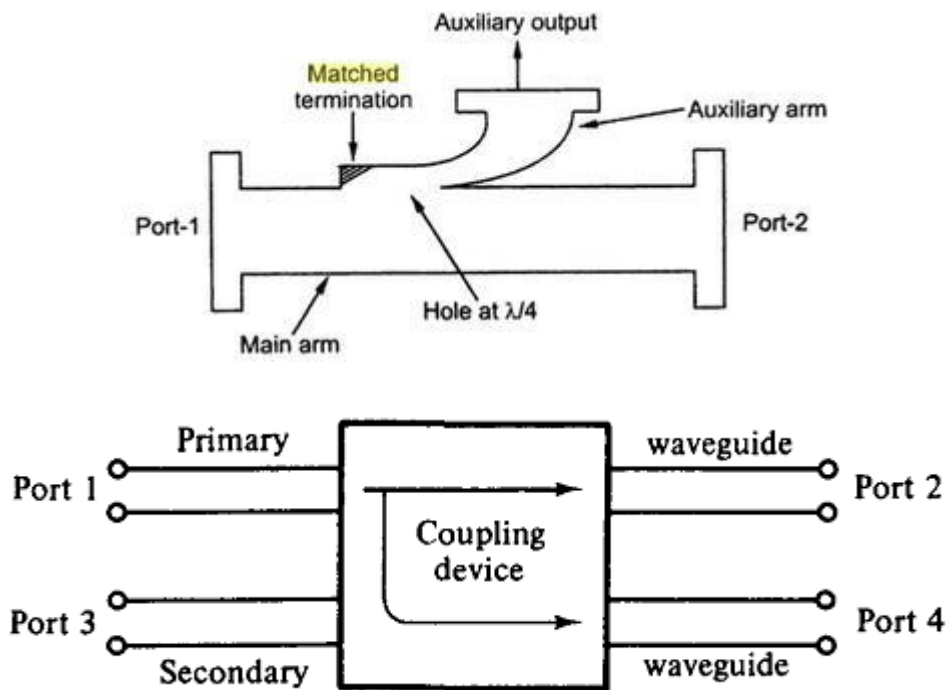 Auxiliary output
Matched
termination
Auxiliary arm
Port-1
Port-2
Hole at λ/4
Main arm
Primary
waveguide
Port 1
Port 2
Coupling
device
Port 3
Port 4
Secondary
waveguide